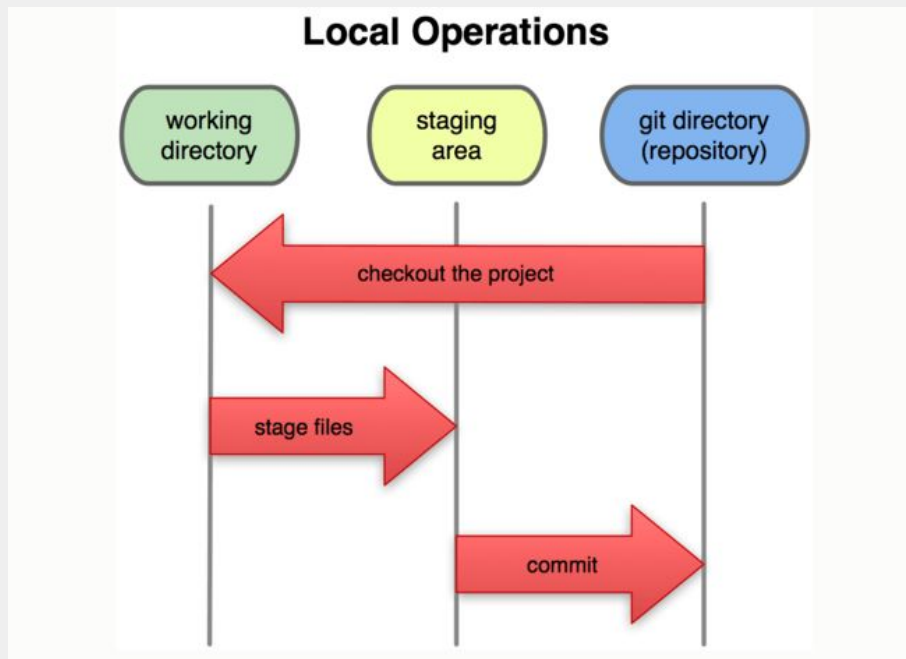 Local Operations
working
directory
staging
area
git directory
(repository)
checkout the project
stage files
commit